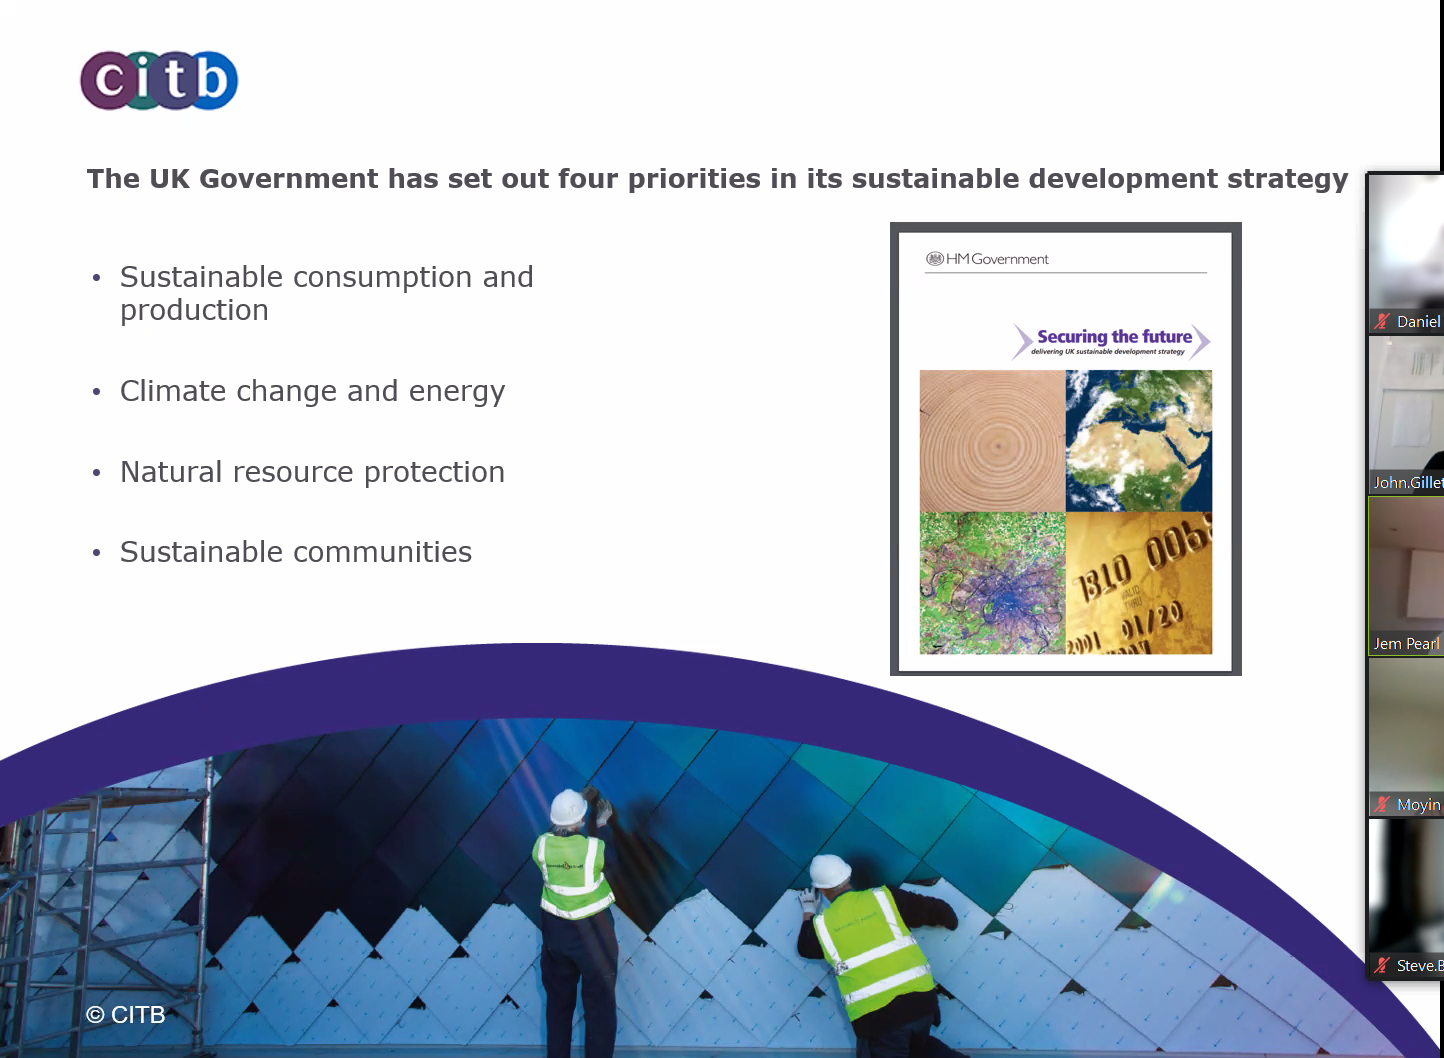 citb
The UK Government has set out four priorities in its sustainable development strategy
• Sustainable consumption and
production
• Climate change and energy
• Natural resource protection
• Sustainable communities
HM Government
Securing the future
delivering UK sustainable development strategy
1310 006
VALID
THRU
2001 01/20
Daniel
John.Gille
Jem Pearl
Moyin
Steve.B
© CITB